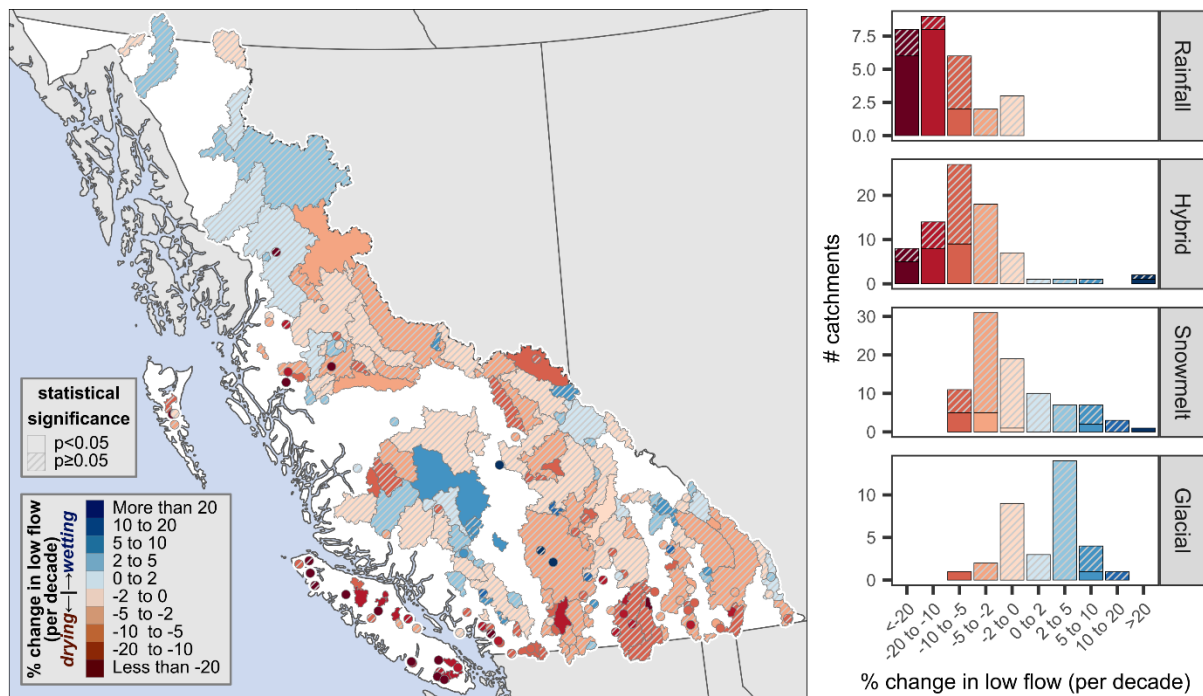 statistical
significance
p<0.05
p≥0.05
% change in low flow
(per decade)
drying←|→wetting
More than 20
10 to 20
5 to 10
2 to 5
0 to 2
-2 to 0
-5 to -2
-10 to -5
-20 to -10
Less than -20
# catchments
7.5
5.0
2.5
0.0
Rainfall
20
10
0
Hybrid
30
20
10
0
Snowmelt
10
5
0
Glacial
<-20
-20 to -10
-10 to -5
-5 to -2
-2 to 0
0 to 2
2 to 5
5 to 10
10 to 20
>20
% change in low flow (per decade)